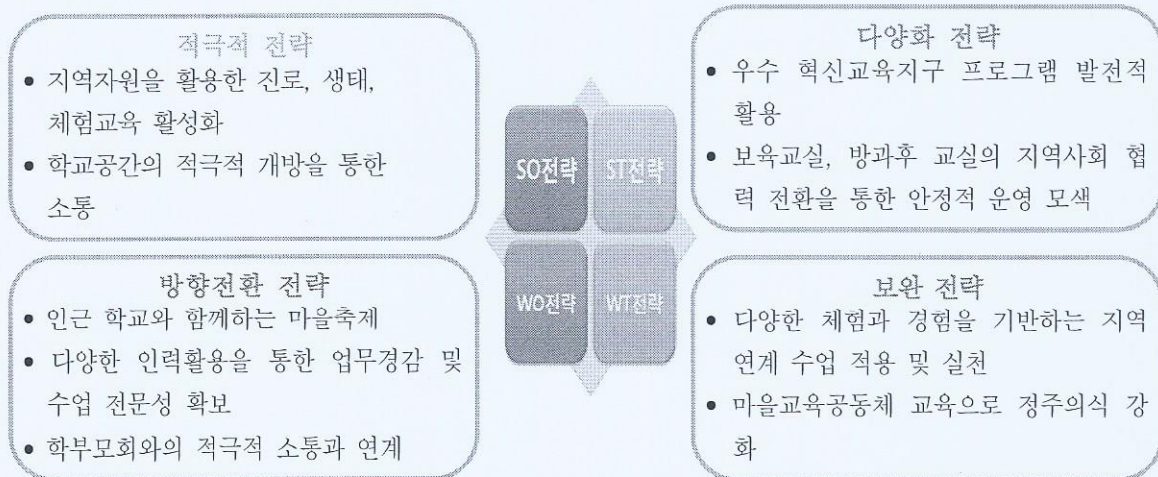 적극적 전략
• 지역자원을 활용한 진로, 생태,
체험교육 활성화
• 학교공간의 적극적 개방을 통한
소통
다양화 전략
• 우수 혁신교육지구 프로그램 발전적
활용
• 보육교실, 방과후 교실의 지역사회 협
력 전환을 통한 안정적 운영 모색
SO전략
ST전략
WO전략
WT전략
방향전환 전략
• 인근 학교와 함께하는 마을축제
• 다양한 인력활용을 통한 업무경감 및
수업 전문성 확보
• 학부모회와의 적극적 소통과 연계
보완 전략
• 다양한 체험과 경험을 기반하는 지역
연계 수업 적용 및 실천
• 마을교육공동체 교육으로 정주의식 강
화